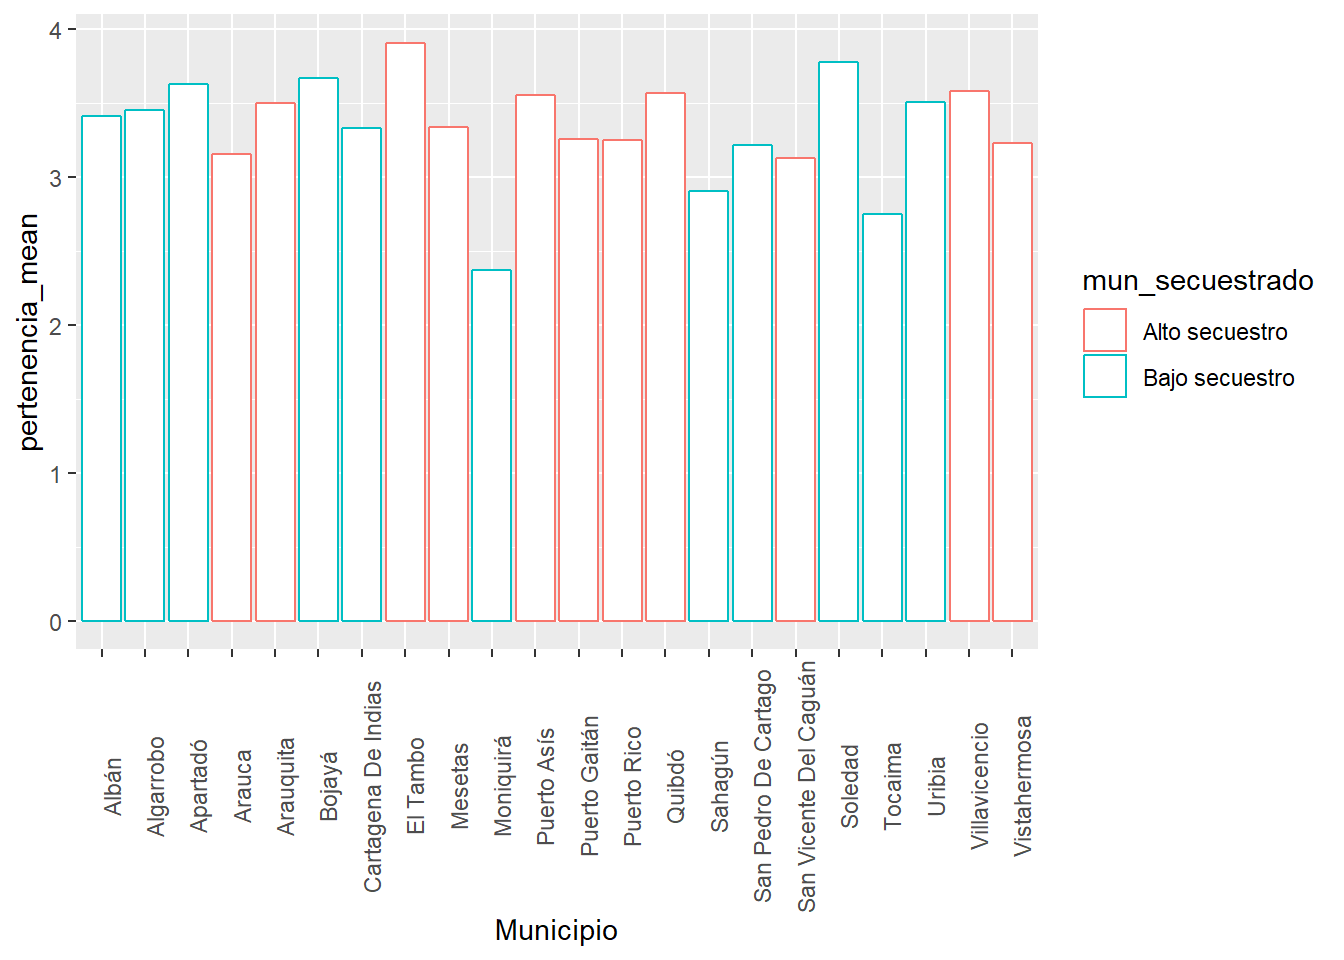 4
3
2
1
0
pertenencia_mean
Albán
Algarrobo
Apartadó
Arauca
Arauquita
Bojayá
Cartagena De Indias
El Tambo
Mesetas
Moniquirá
Puerto Asís
Puerto Gaitán
Puerto Rico
Quibdó
Sahagún
San Pedro De Cartago
San Vicente Del Caguán
Soledad
Tocaima
Uribia
Villavicencio
Vistahermosa
Municipio
mun_secuestrado
Alto secuestro
Bajo secuestro